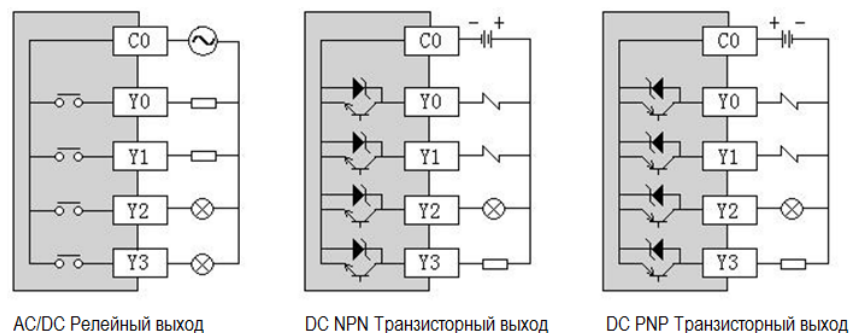 C0
Y0
Y1
Y2
Y3
AC/DC Релейный выход
- +
C0
Y0
Y1
Y2
Y3
DC NPN Транзисторный выход
+ -
C0
Y0
Y1
Y2
Y3
DC PNP Транзисторный выход